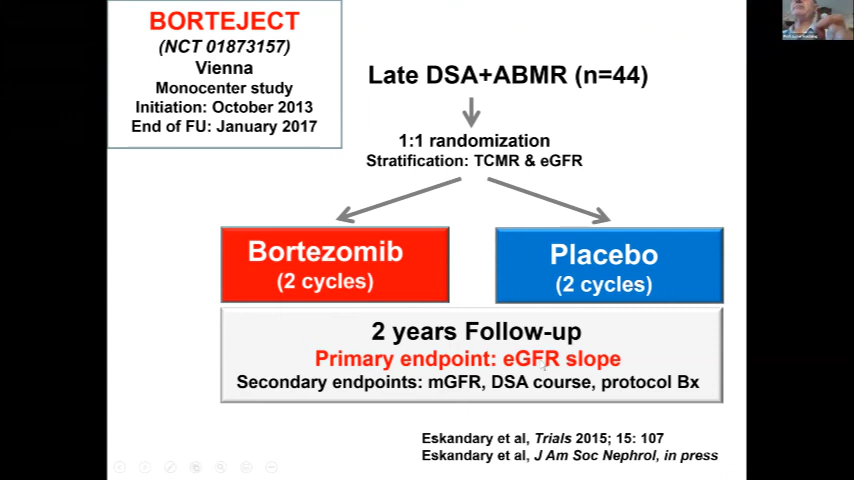 BORTEJECT
(NCT 01873157)
Vienna
Monocenter study
Initiation: October 2013
End of FU: January 2017
Late DSA+ABMR (n=44)
1:1 randomization
Stratification: TCMR & eGFR
Bortezomib
(2 cycles)
Placebo
(2 cycles)
2 years Follow-up
Primary endpoint: eGFR slope
Secondary endpoints: mGFR, DSA course, protocol Bx
Eskandary et al, Trials 2015; 15: 107
Eskandary et al, J Am Soc Nephrol, in press